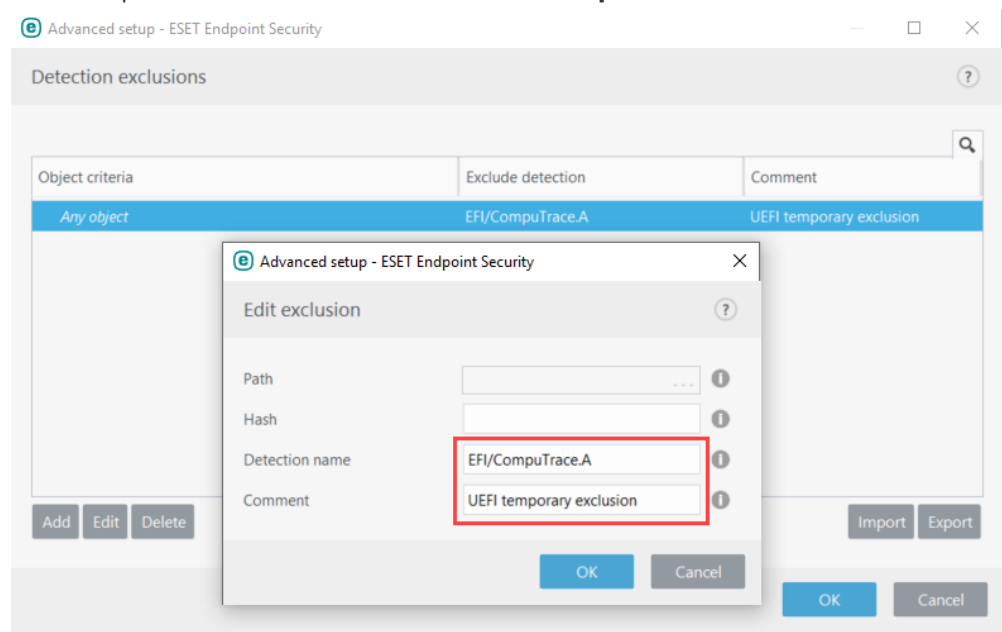 Advanced setup - ESET Endpoint Security
Detection exclusions
Object criteria Exclude detection Comment
Any object EFI/CompuTrace.A UEFI temporary exclusion
Advanced setup - ESET Endpoint Security
Edit exclusion
Path ...
Hash
Detection name EFI/CompuTrace.A
Comment UEFI temporary exclusion
OK Cancel
Add Edit Delete Import Export
OK Cancel